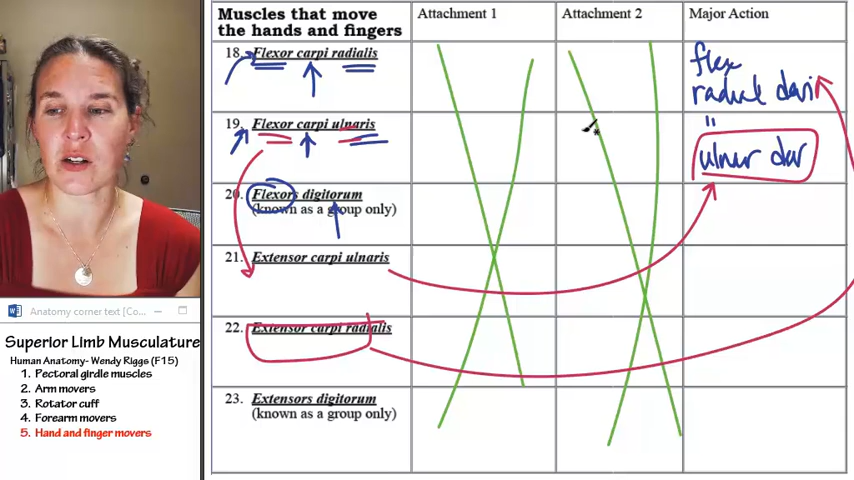 Muscles that move
the hands and fingers
Attachment 1
Attachment 2
Major Action
18. Flexor carpi radialis
flex
radial devi
19. Flexor carpi ulnaris
"
ulnar dev
20. Flexors digitorum
(known as a group only)
21. Extensor carpi ulnaris
22. Extensor carpi radialis
23. Extensors digitorum
(known as a group only)
Anatomy corner text [Co...
Superior Limb Musculature
Human Anatomy- Wendy Riggs (F15)
1. Pectoral girdle muscles
2. Arm movers
3. Rotator cuff
4. Forearm movers
5. Hand and finger movers